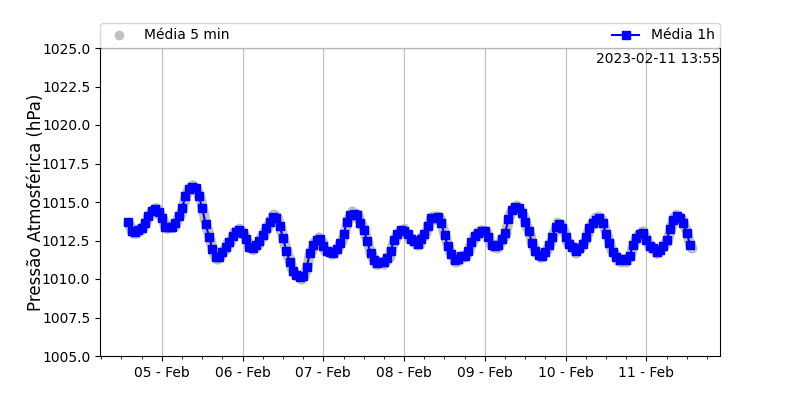 Média 5 min
Média 1h
2023-02-11 13:55
Pressão Atmosférica (hPa)
1025.0
1022.5
1020.0
1017.5
1015.0
1012.5
1010.0
1007.5
1005.0
05 - Feb
06 - Feb
07 - Feb
08 - Feb
09 - Feb
10 - Feb
11 - Feb